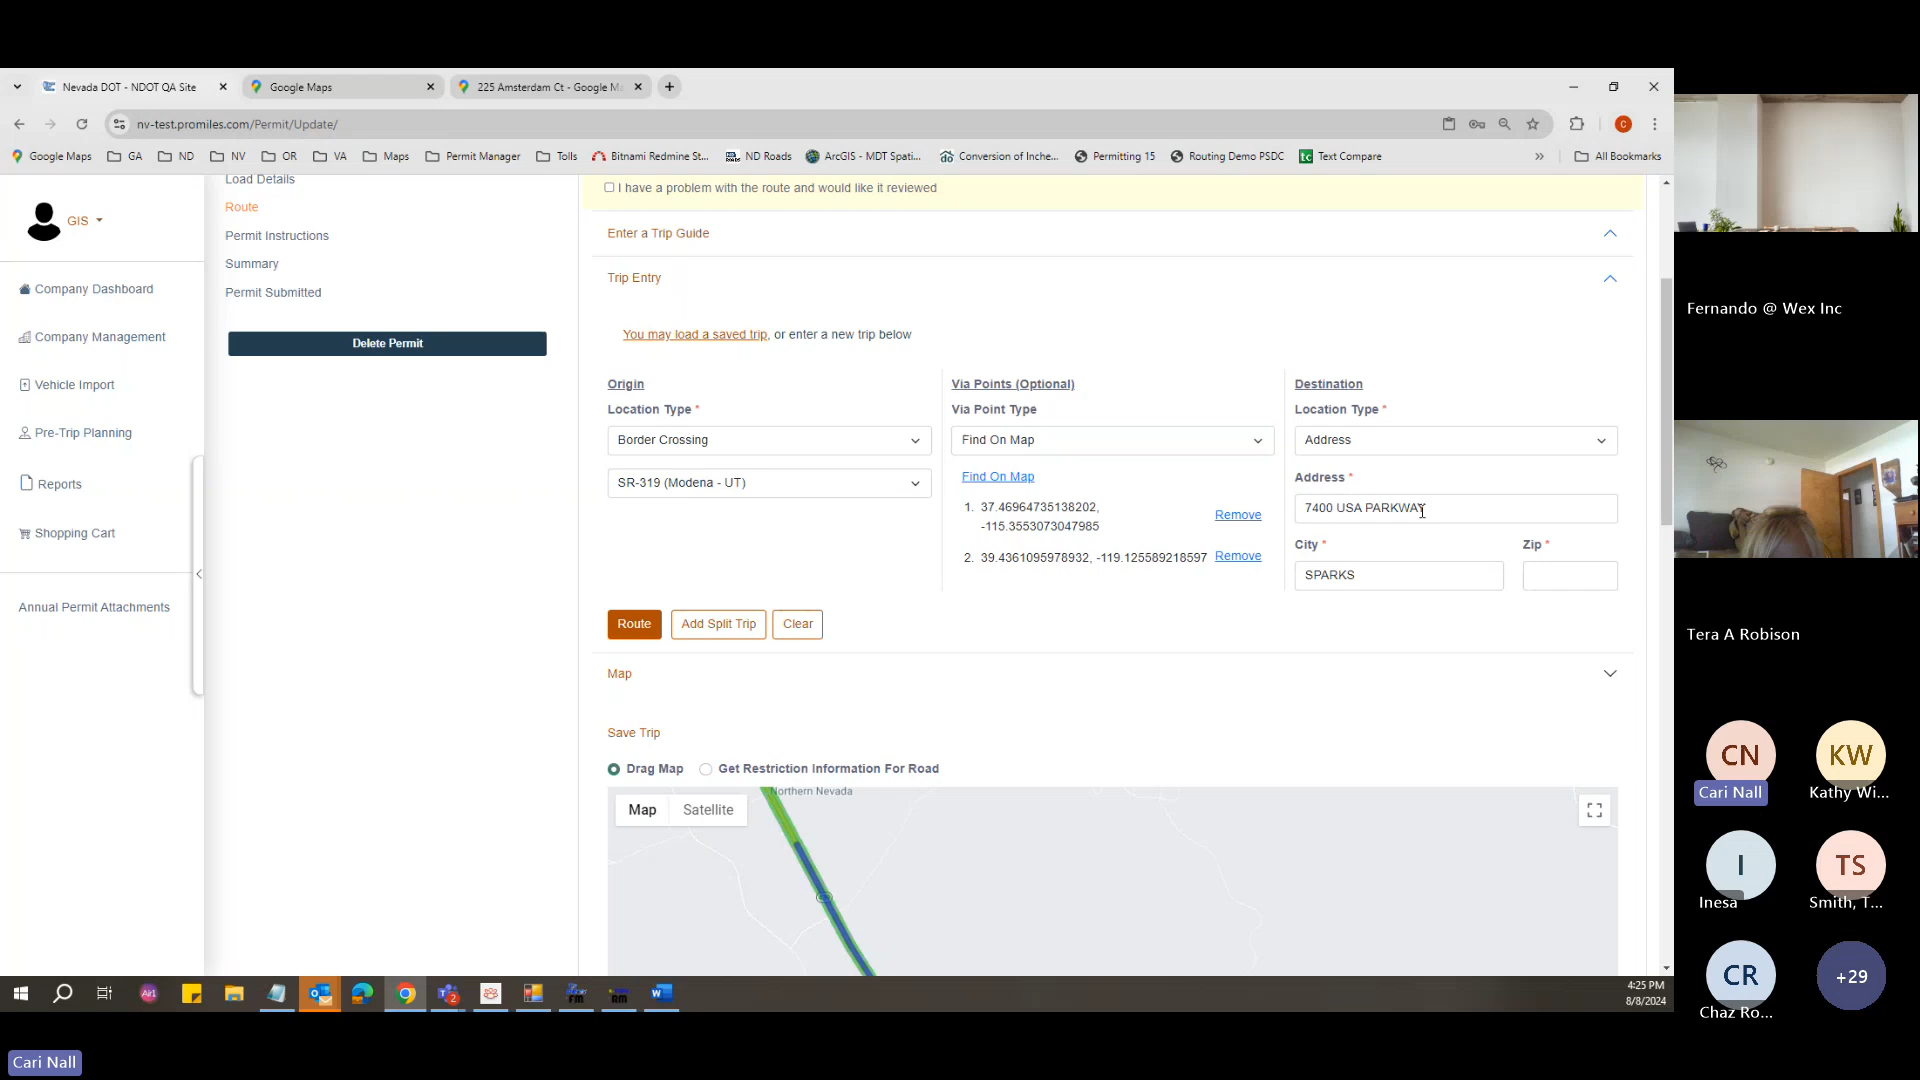 Nevada DOT - NDOT QA Site
Google Maps
225 Amsterdam Ct - Google M
nv-test.promiles.com/Permit/Update/
C
Google Maps
GA
ND
NV
OR
VA
Maps
Permit Manager
Tolls
Bitnami Redmine St...
ND Roads
ArcGIS - MDT Spati...
Conversion of Inche...
Permitting 15
Routing Demo PSDC
tc Text Compare
»
All Bookmarks
GIS
Company Dashboard
Company Management
Vehicle Import
Pre-Trip Planning
Reports
Shopping Cart
Annual Permit Attachments
Load Details
Route
Permit Instructions
Summary
Permit Submitted
Delete Permit
I have a problem with the route and would like it reviewed
Enter a Trip Guide
Trip Entry
You may load a saved trip, or enter a new trip below
Origin
Location Type *
Border Crossing
SR-319 (Modena - UT)
Via Points (Optional)
Via Point Type
Find On Map
Find On Map
1. 37.46964735138202,
-115.3553073047985
Remove
2. 39.4361095978932, -119.125589218597
Remove
Destination
Location Type *
Address
Address *
7400 USA PARKWAY
City *
Zip *
SPARKS
Route
Add Split Trip
Clear
Map
Save Trip
Drag Map
Get Restriction Information For Road
Northern Nevada
Map
Satellite
4:25 PM
8/8/2024
Fernando @ Wex Inc
Tera A Robison
CN
Cari Nall
KW
Kathy Wi...
I
Inesa
TS
Smith, T...
CR
Chaz Ro...
+29
Cari Nall